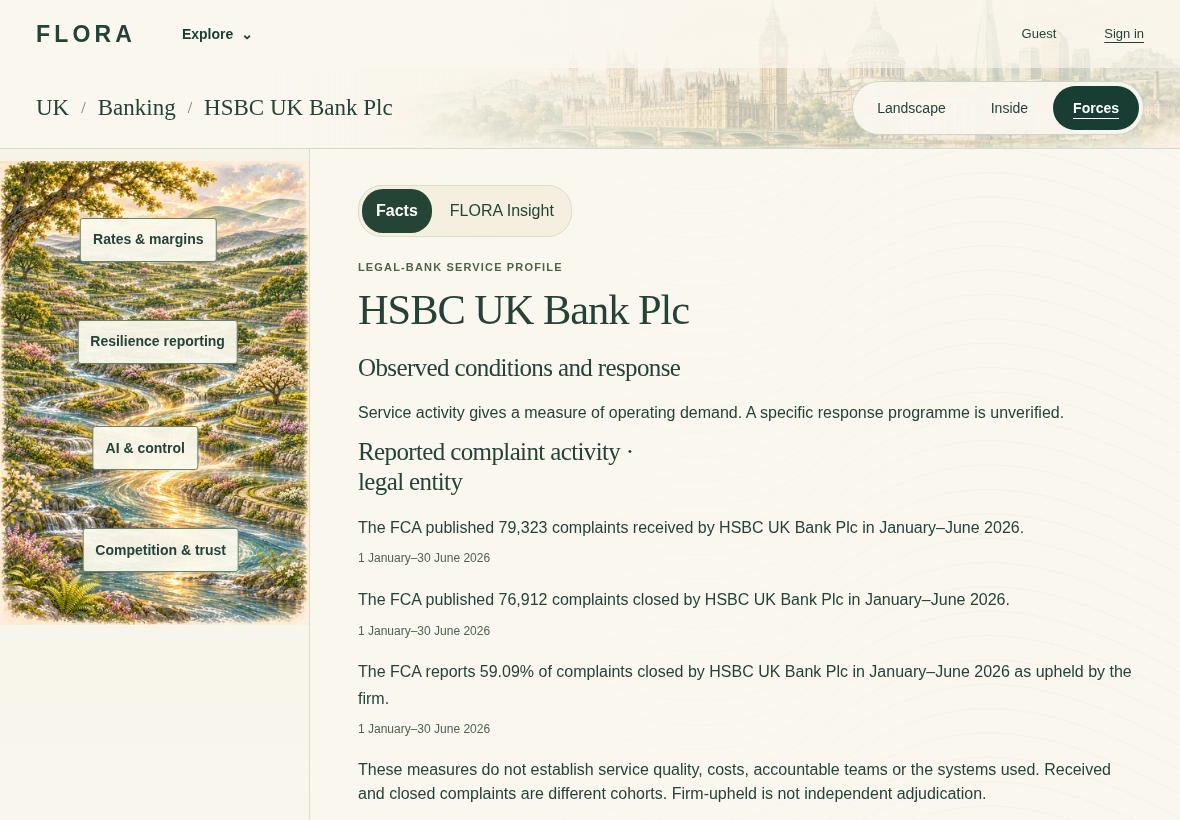 FLORA
Explore
Guest
Sign in
UK / Banking / HSBC UK Bank Plc
Landscape
Inside
Forces
Rates & margins
Resilience reporting
AI & control
Competition & trust
Facts
FLORA Insight
LEGAL-BANK SERVICE PROFILE
HSBC UK Bank Plc
Observed conditions and response
Service activity gives a measure of operating demand. A specific response programme is unverified.
Reported complaint activity ·
legal entity
The FCA published 79,323 complaints received by HSBC UK Bank Plc in January–June 2026.
1 January–30 June 2026
The FCA published 76,912 complaints closed by HSBC UK Bank Plc in January–June 2026.
1 January–30 June 2026
The FCA reports 59.09% of complaints closed by HSBC UK Bank Plc in January–June 2026 as upheld by the
firm.
1 January–30 June 2026
These measures do not establish service quality, costs, accountable teams or the systems used. Received
and closed complaints are different cohorts. Firm-upheld is not independent adjudication.